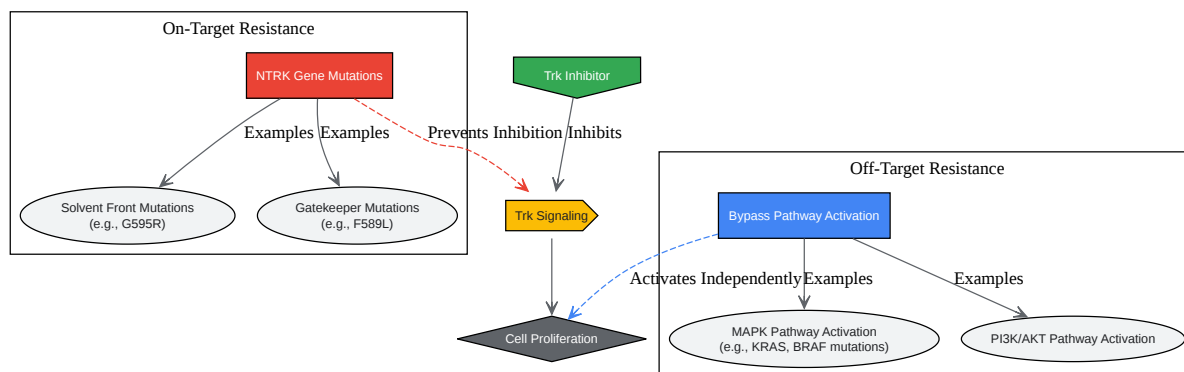 On-Target Resistance
NTRK Gene Mutations
Trk Inhibitor
Examples
Examples
Prevents Inhibition
Inhibits
Off-Target Resistance
Solvent Front Mutations
(e.g., G595R)
Gatekeeper Mutations
(e.g., F589L)
Trk Signaling
Bypass Pathway Activation
Activates Independently
Examples
Examples
Cell Proliferation
MAPK Pathway Activation
(e.g., KRAS, BRAF mutations)
PI3K/AKT Pathway Activation